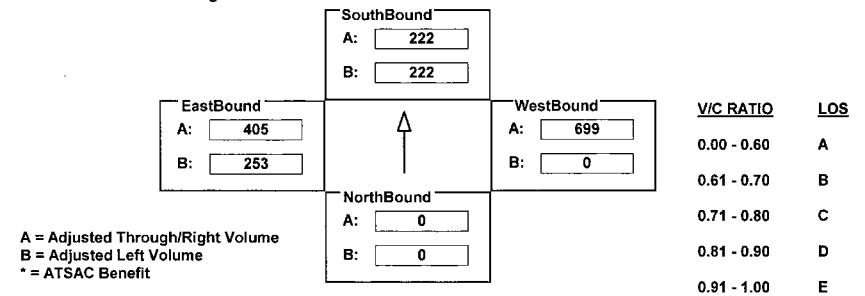 SouthBound
A: 222
B: 222
EastBound
A: 405
B: 253
WestBound
A: 699
B: 0
NorthBound
A: 0
B: 0
A = Adjusted Through/Right Volume
B = Adjusted Left Volume
* = ATSAC Benefit
V/C RATIO LOS
0.00 - 0.60 A
0.61 - 0.70 B
0.71 - 0.80 C
0.81 - 0.90 D
0.91 - 1.00 E